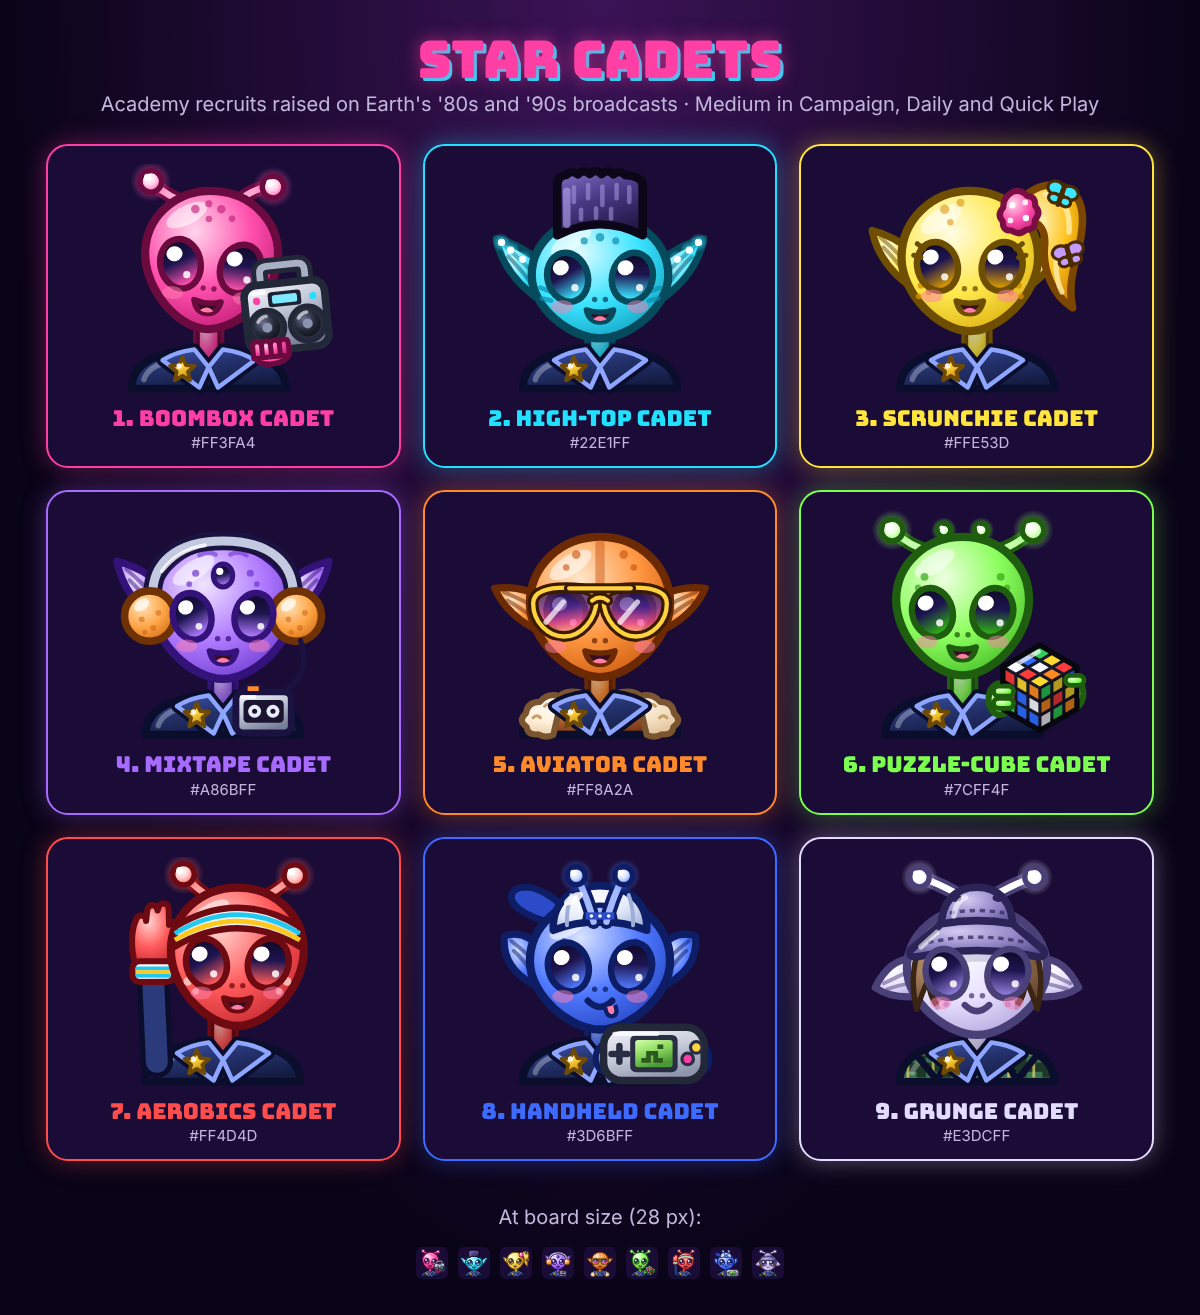 STAR CADETS
Academy recruits raised on Earth's '80s and '90s broadcasts · Medium in Campaign, Daily and Quick Play
1. BOOMBOX CADET
#FF3FA4
2. HIGH-TOP CADET
#22E1FF
3. SCRUNCHIE CADET
#FFE53D
4. MIXTAPE CADET
#A86BFF
5. AVIATOR CADET
#FF8A2A
6. PUZZLE-CUBE CADET
#7CFF4F
7. AEROBICS CADET
#FF4D4D
8. HANDHELD CADET
#3D6BFF
9. GRUNGE CADET
#E3DCFF
At board size (28 px):